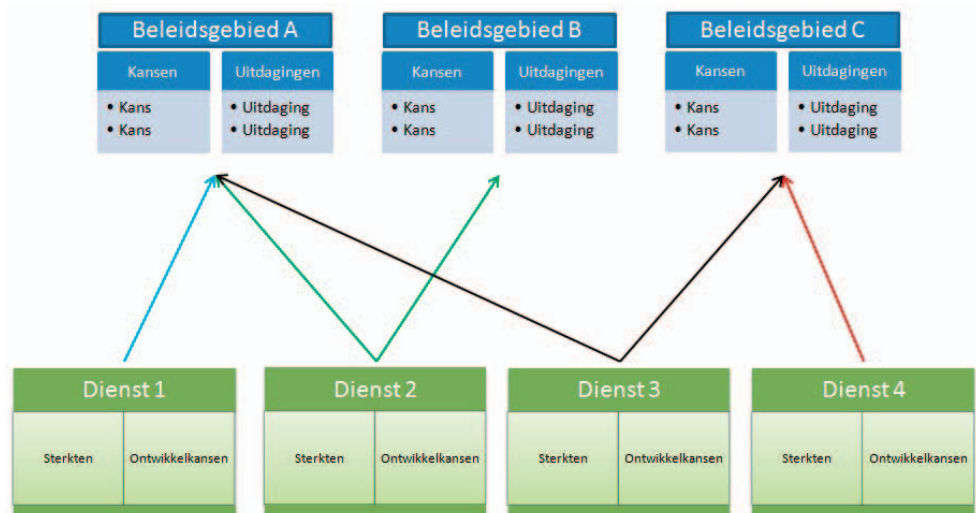 Beleidsgebied A
Kansen
Uitdagingen
• Kans
• Kans
• Uitdaging
• Uitdaging
Beleidsgebied B
Kansen
Uitdagingen
• Kans
• Kans
• Uitdaging
• Uitdaging
Beleidsgebied C
Kansen
Uitdagingen
• Kans
• Kans
• Uitdaging
• Uitdaging
Dienst 1
Sterkten
Ontwikkelkansen
Dienst 2
Sterkten
Ontwikkelkansen
Dienst 3
Sterkten
Ontwikkelkansen
Dienst 4
Sterkten
Ontwikkelkansen